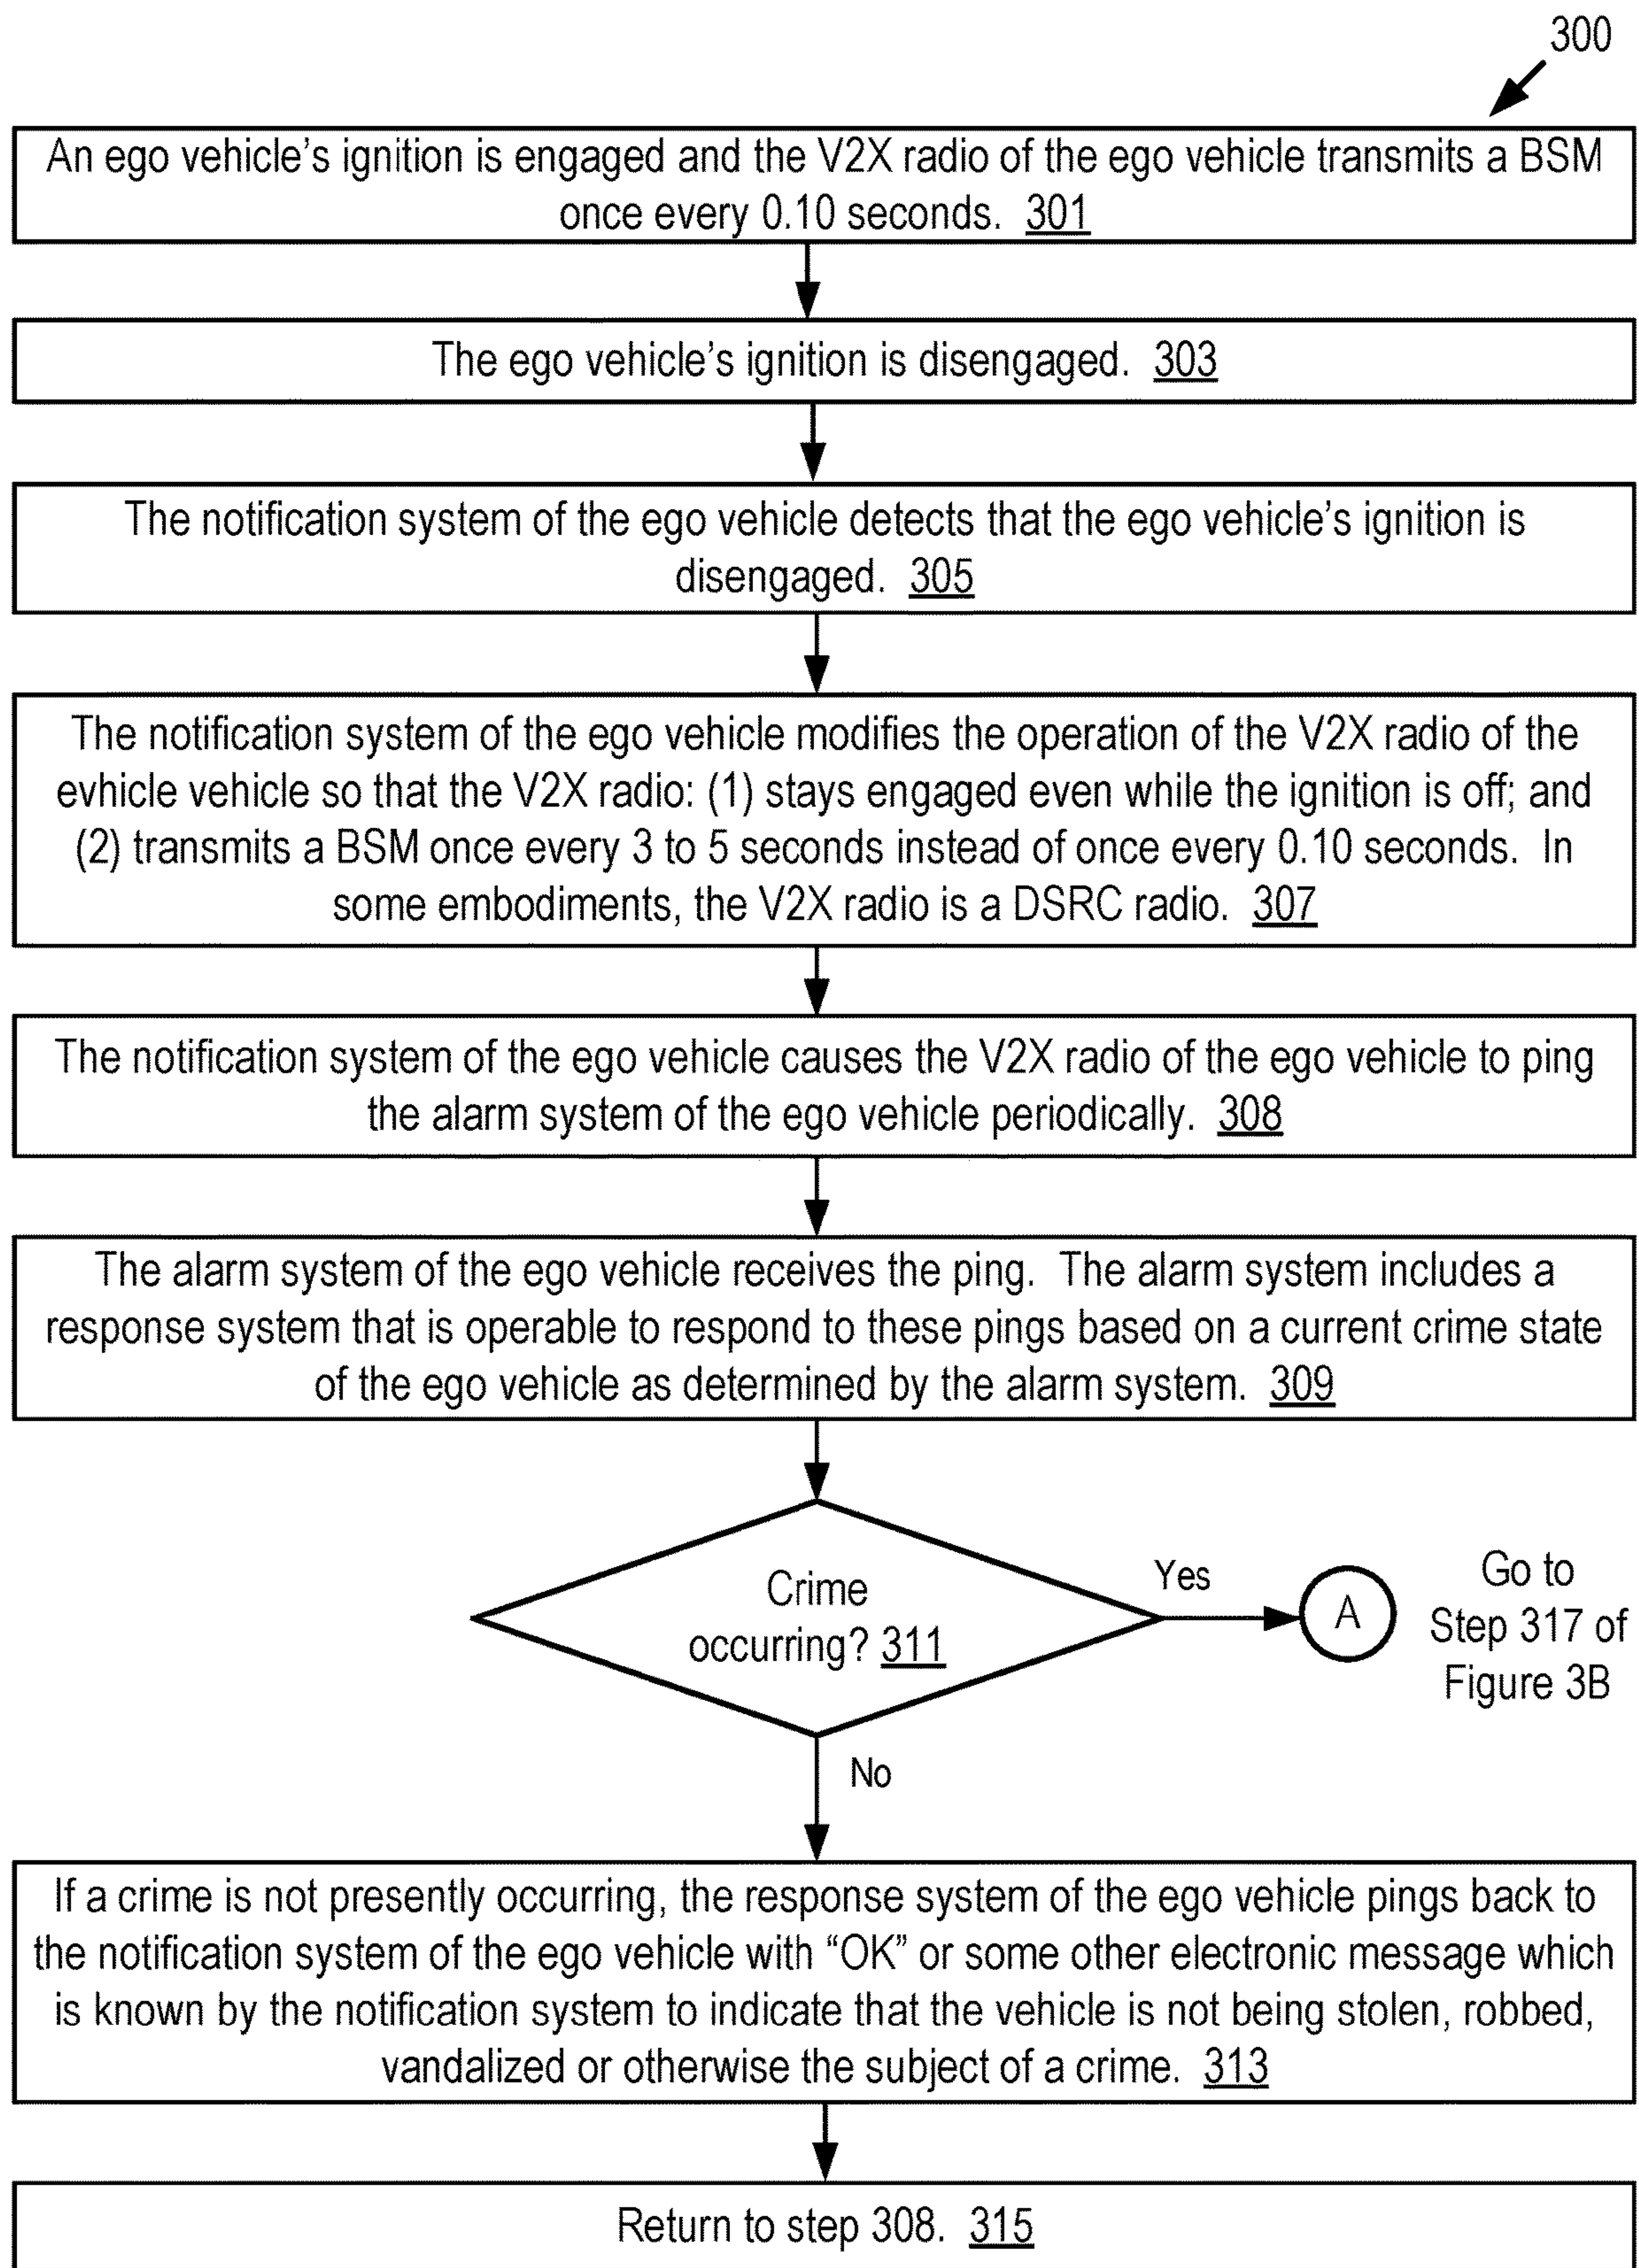 300
An ego vehicle's ignition is engaged and the V2X radio of the ego vehicle transmits a BSM
once every 0.10 seconds. 301
The ego vehicle's ignition is disengaged. 303
The notification system of the ego vehicle detects that the ego vehicle's ignition is
disengaged. 305
The notification system of the ego vehicle modifies the operation of the V2X radio of the
evhicle vehicle so that the V2X radio: (1) stays engaged even while the ignition is off; and
(2) transmits a BSM once every 3 to 5 seconds instead of once every 0.10 seconds. In
some embodiments, the V2X radio is a DSRC radio. 307
The notification system of the ego vehicle causes the V2X radio of the ego vehicle to ping
the alarm system of the ego vehicle periodically. 308
The alarm system of the ego vehicle receives the ping. The alarm system includes a
response system that is operable to respond to these pings based on a current crime state
of the ego vehicle as determined by the alarm system. 309
Crime
occurring? 311
Yes
A
Go to
Step 317 of
Figure 3B
No
If a crime is not presently occurring, the response system of the ego vehicle pings back to
the notification system of the ego vehicle with “OK” or some other electronic message which
is known by the notification system to indicate that the vehicle is not being stolen, robbed,
vandalized or otherwise the subject of a crime. 313
Return to step 308. 315